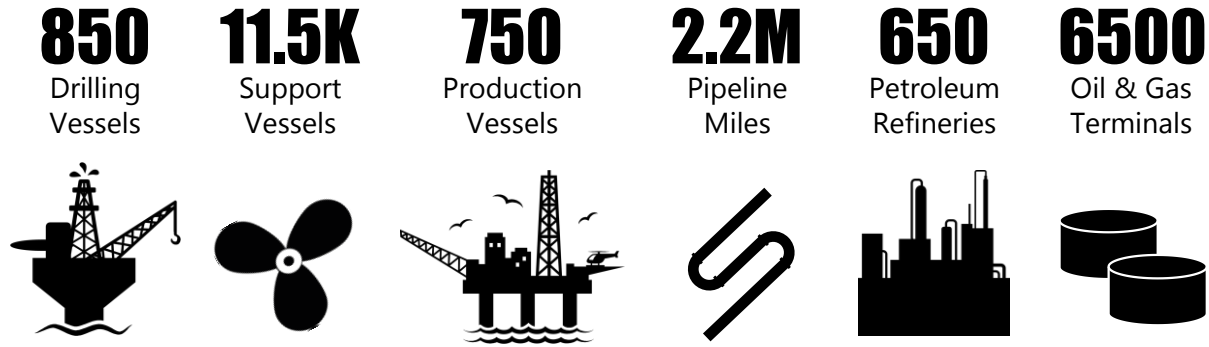 850
Drilling
Vessels
11.5K
Support
Vessels
750
Production
Vessels
2.2M
Pipeline
Miles
650
Petroleum
Refineries
6500
Oil & Gas
Terminals